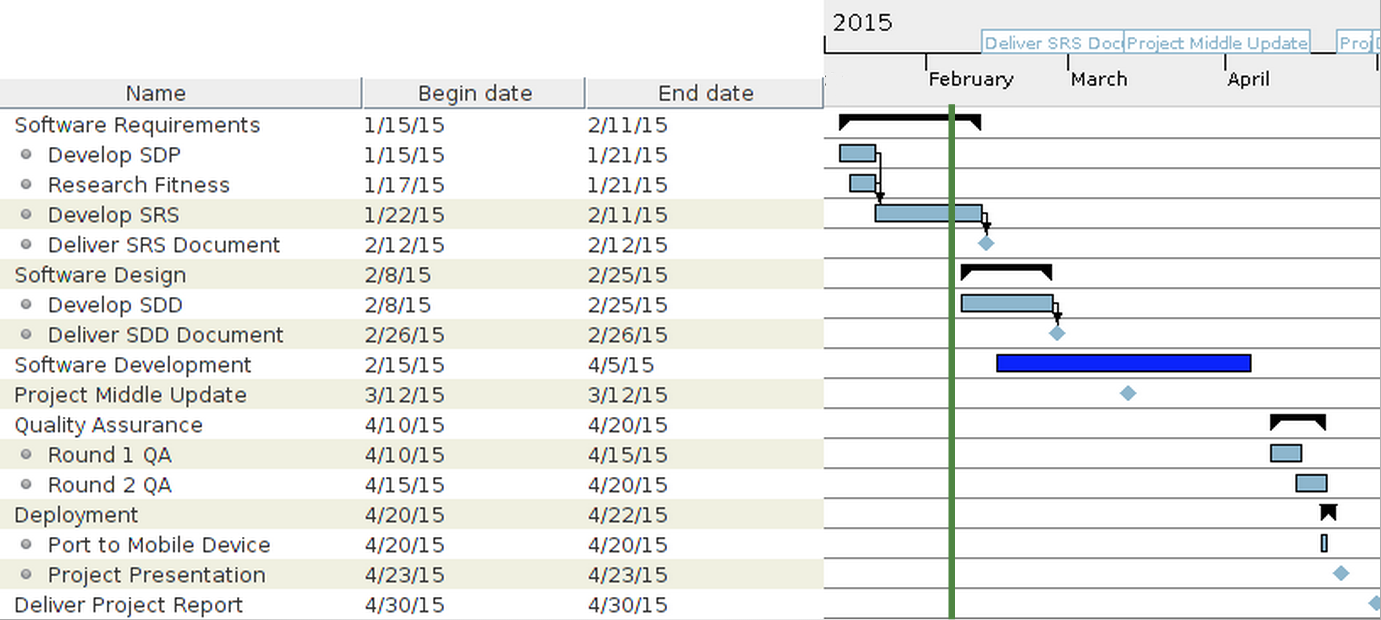 2015
Deliver SRS Docu Project Middle Update Proj D
February March April
Name Begin date End date
Software Requirements 1/15/15 2/11/15
Develop SDP 1/15/15 1/21/15
Research Fitness 1/17/15 1/21/15
Develop SRS 1/22/15 2/11/15
Deliver SRS Document 2/12/15 2/12/15
Software Design 2/8/15 2/25/15
Develop SDD 2/8/15 2/25/15
Deliver SDD Document 2/26/15 2/26/15
Software Development 2/15/15 4/5/15
Project Middle Update 3/12/15 3/12/15
Quality Assurance 4/10/15 4/20/15
Round 1 QA 4/10/15 4/15/15
Round 2 QA 4/15/15 4/20/15
Deployment 4/20/15 4/22/15
Port to Mobile Device 4/20/15 4/20/15
Project Presentation 4/23/15 4/23/15
Deliver Project Report 4/30/15 4/30/15